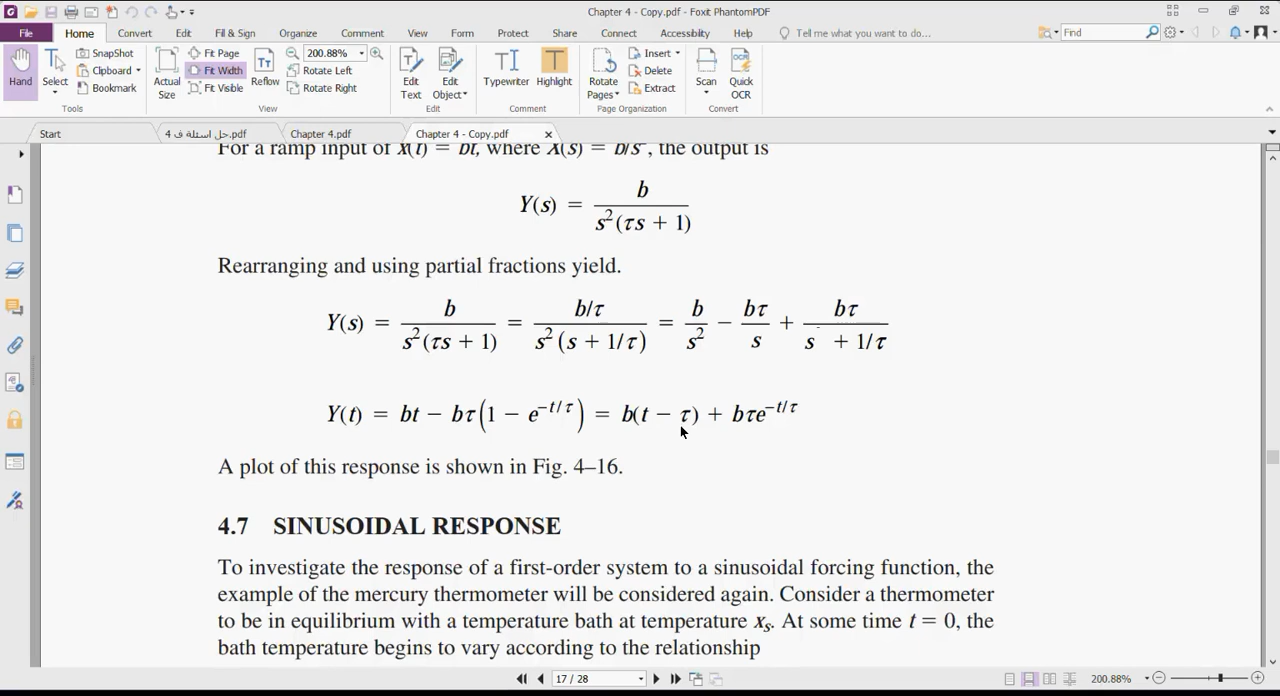 Chapter 4 - Copy.pdf - Foxit PhantomPDF
File Home Convert Edit Fill & Sign Organize Comment View Form Protect Share Connect Accessibility Help Tell me what you want to do... Find
Hand
Select
SnapShot
Clipboard
Bookmark
Tools
Actual Size
Fit Page
Fit Width
Fit Visible
Reflow
200.88%
Rotate Left
Rotate Right
View
Edit Text
Edit Object
Edit
Typewriter
Highlight
Comment
Rotate Pages
Insert
Delete
Extract
Page Organization
Scan
Quick OCR
Convert
Start
حل اسئلة ف 4.pdf
Chapter 4.pdf
Chapter 4 - Copy.pdf
For a ramp input of x(t) = bt, where X(s) = b/s², the output is
Y(s) = b / s²(τs + 1)
Rearranging and using partial fractions yield.
Y(s) = b / s²(τs + 1) = b/τ / s²(s + 1/τ) = b / s² − bτ / s + bτ / s + 1/τ
Y(t) = bt − bτ(1 − e^−t/τ) = b(t − τ) + bτe^−t/τ
A plot of this response is shown in Fig. 4–16.
4.7 SINUSOIDAL RESPONSE
To investigate the response of a first-order system to a sinusoidal forcing function, the
example of the mercury thermometer will be considered again. Consider a thermometer
to be in equilibrium with a temperature bath at temperature xₛ. At some time t = 0, the
bath temperature begins to vary according to the relationship
17 / 28
200.88%